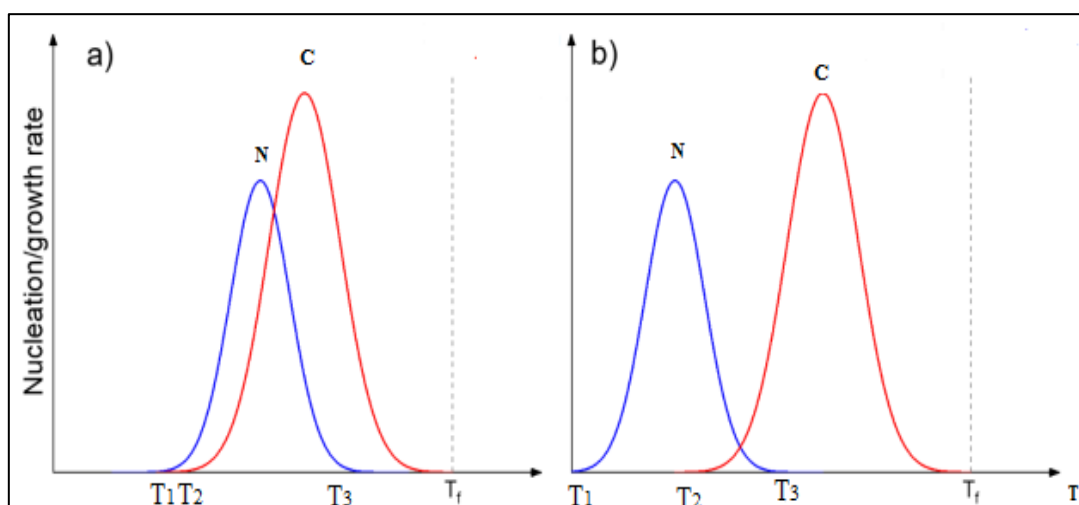 a)
C
N
Nucleation/growth rate
T1 T2
T3
Tf
b)
C
N
T1
T2
T3
Tf
T